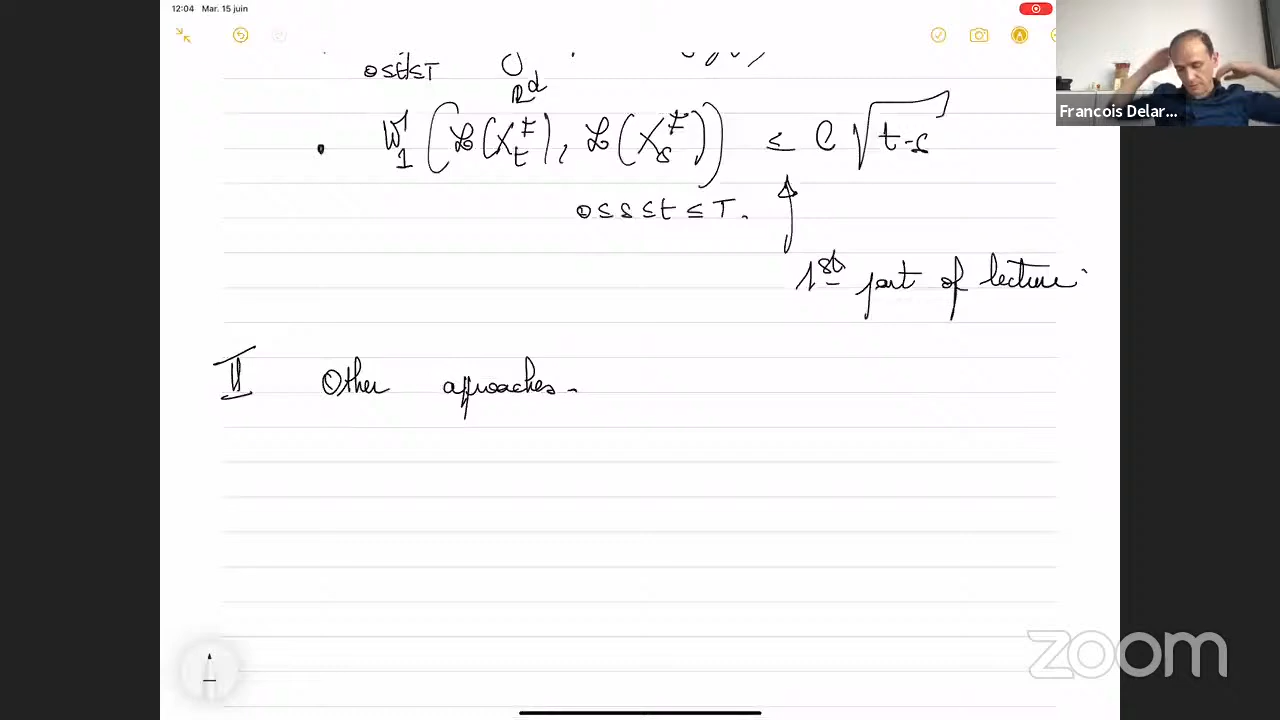 12:04 Mar. 15 juin
0≤t≤T
ℝ^d
• W_1 ( ℒ(X_t^F), ℒ(X_s^F) ) ≤ C √(t-s)
0≤s≤t≤T.
1st part of lecture.
II Other approaches.
Francois Delar...
zoom